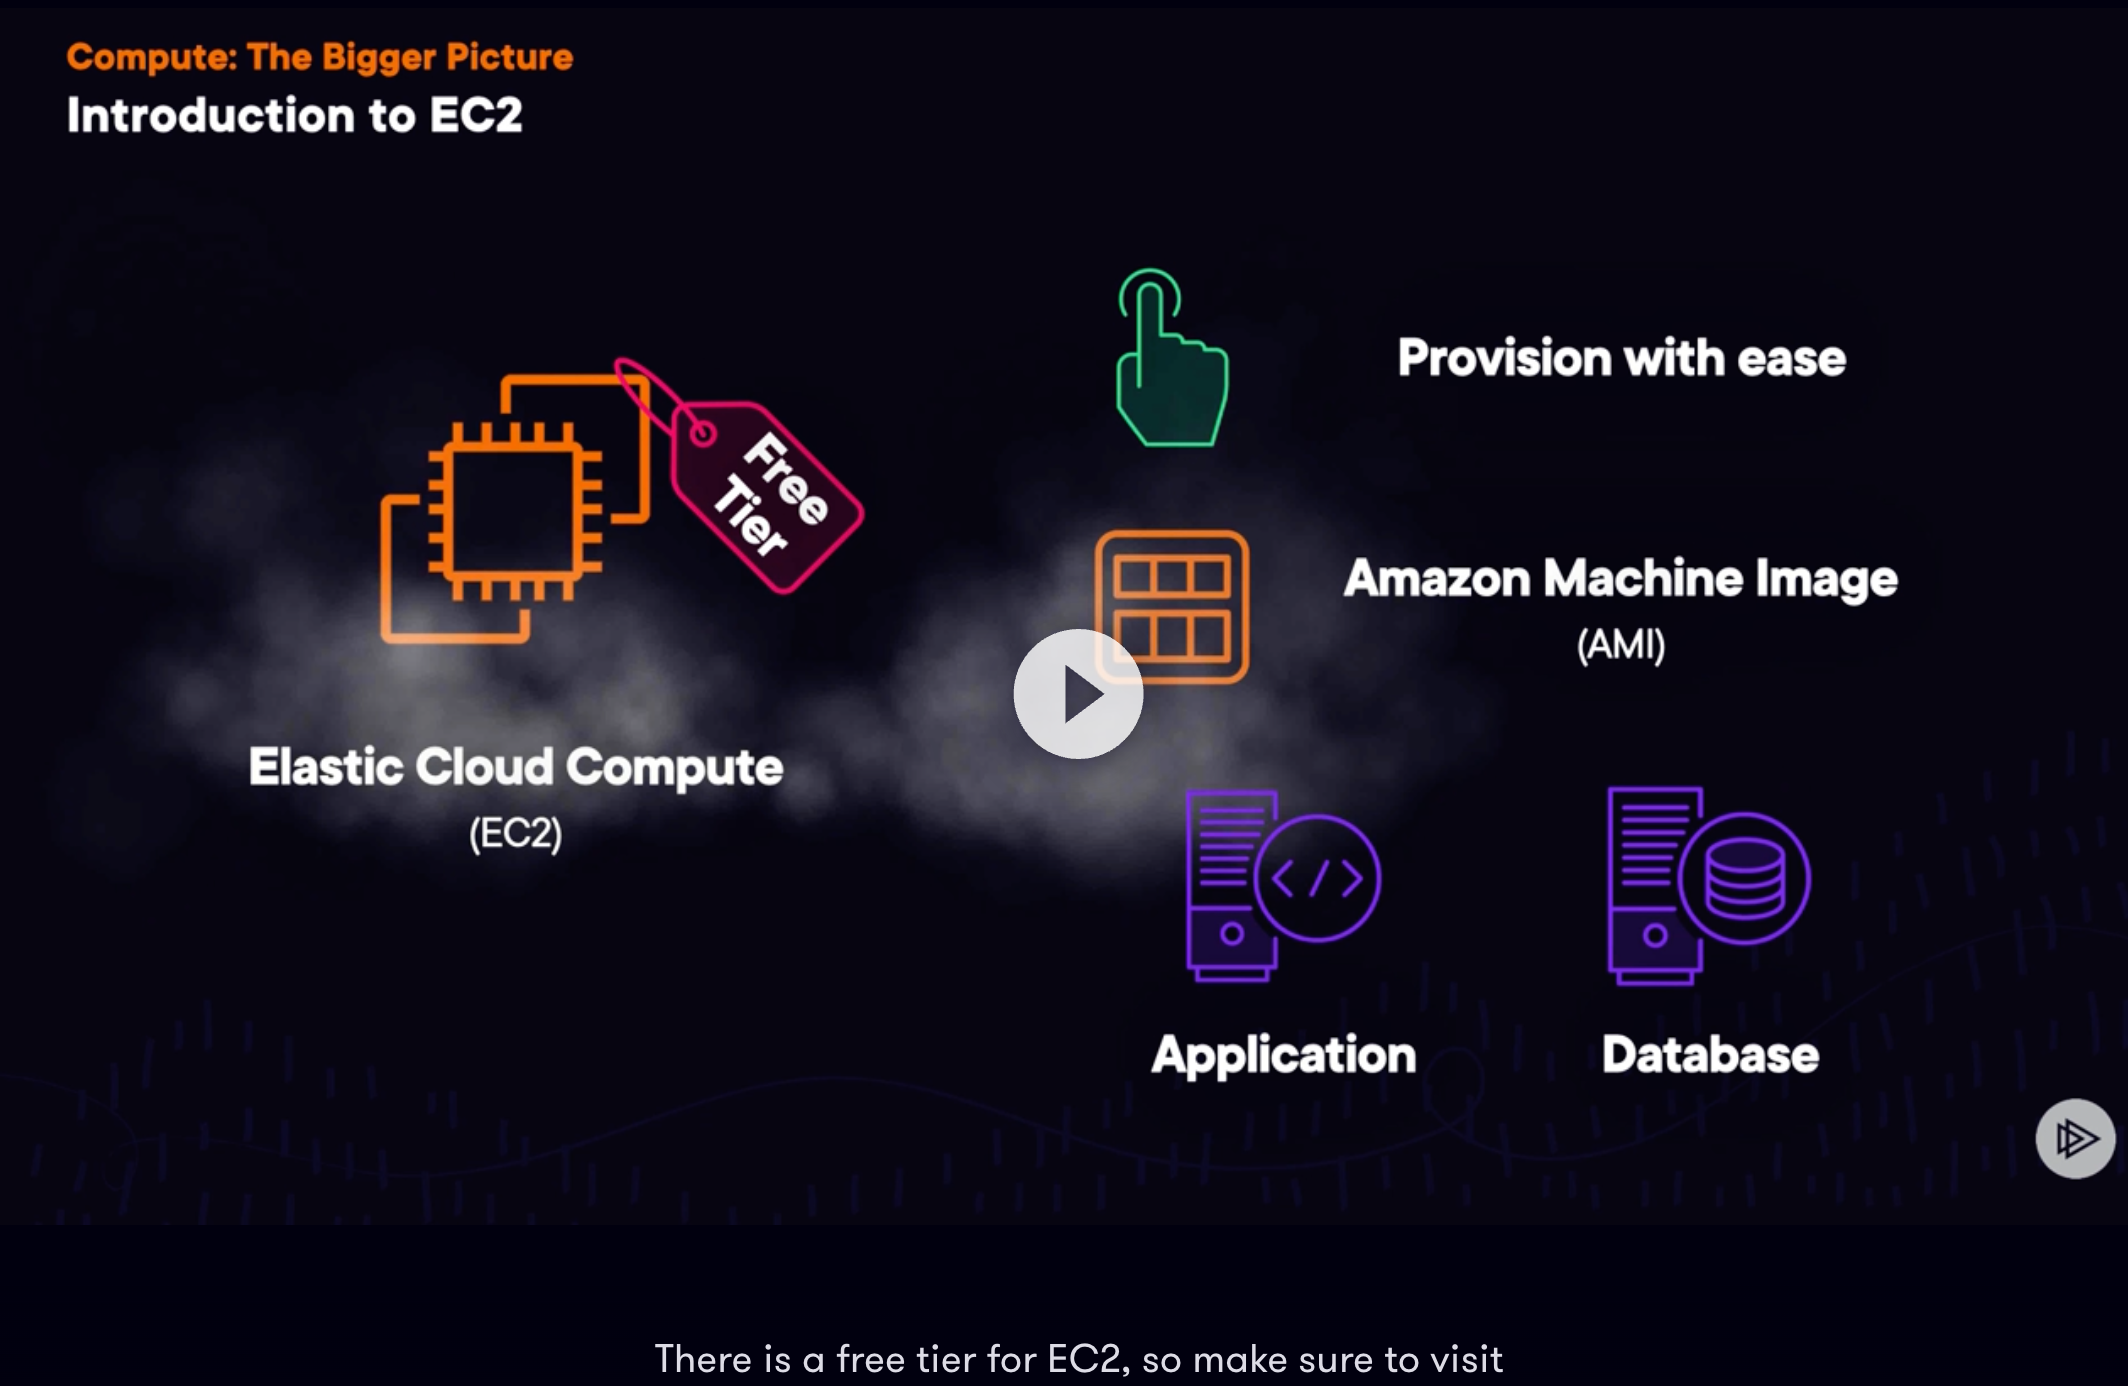 Compute: The Bigger Picture
Introduction to EC2
Free
Tier
Elastic Cloud Compute
(EC2)
Provision with ease
Amazon Machine Image
(AMI)
Application
Database
There is a free tier for EC2, so make sure to visit